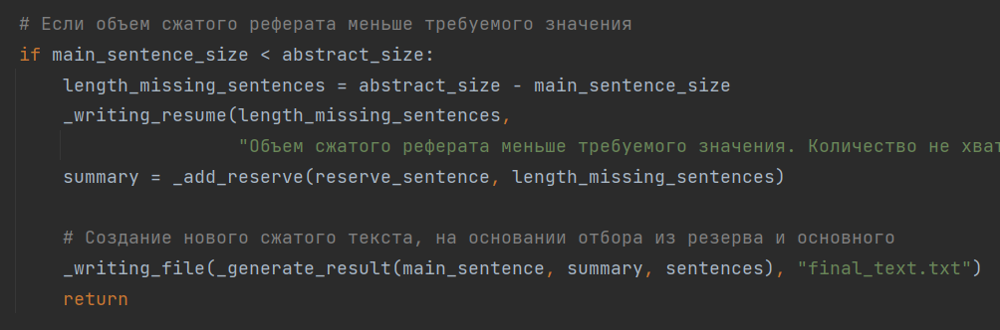 # Если объем сжатого реферата меньше требуемого значения
if main_sentence_size < abstract_size:
length_missing_sentences = abstract_size - main_sentence_size
_writing_resume(length_missing_sentences,
"Объем сжатого реферата меньше требуемого значения. Количество не хват
summary = _add_reserve(reserve_sentence, length_missing_sentences)
# Создание нового сжатого текста, на основании отбора из резерва и основного
_writing_file(_generate_result(main_sentence, summary, sentences), "final_text.txt")
return